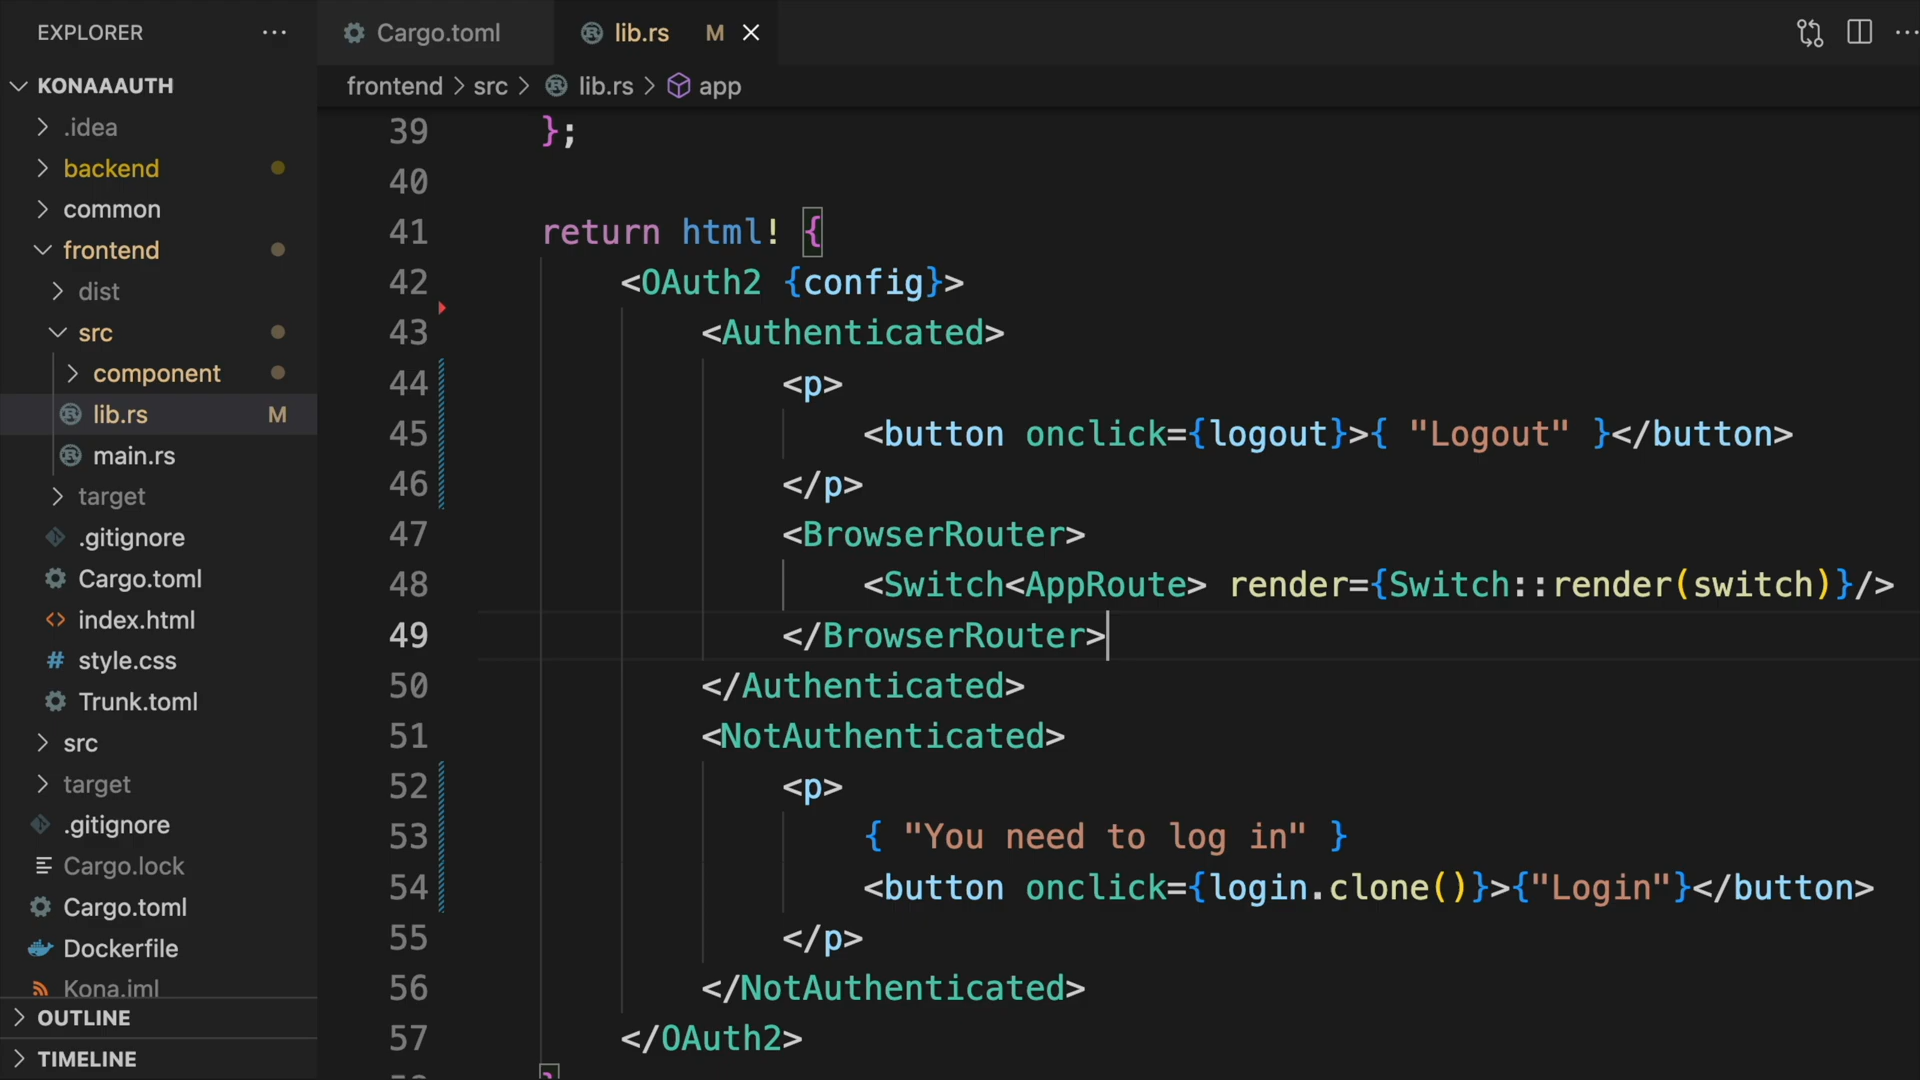 EXPLORER
Cargo.toml
lib.rs M
frontend > src > lib.rs > app
KONAAAUTH
.idea
backend
common
frontend
dist
src
component
lib.rs M
main.rs
target
.gitignore
Cargo.toml
index.html
style.css
Trunk.toml
src
target
.gitignore
Cargo.lock
Cargo.toml
Dockerfile
Kona.iml
OUTLINE
TIMELINE
39 };
40
41 return html! {
42 <OAuth2 {config}>
43 <Authenticated>
44 <p>
45 <button onclick={logout}>{ "Logout" }</button>
46 </p>
47 <BrowserRouter>
48 <Switch<AppRoute> render={Switch::render(switch)}/>
49 </BrowserRouter>
50 </Authenticated>
51 <NotAuthenticated>
52 <p>
53 { "You need to log in" }
54 <button onclick={login.clone()}>{"Login"}</button>
55 </p>
56 </NotAuthenticated>
57 </OAuth2>